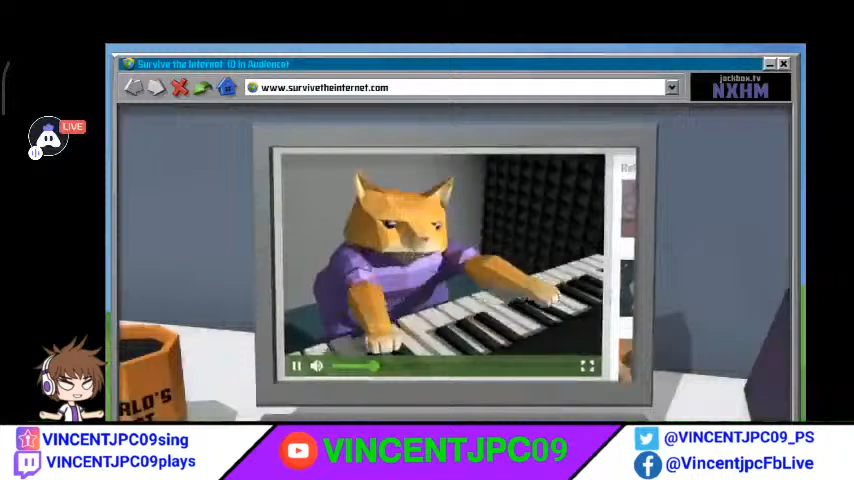 Survive the Internet (0 in Audience)
www.survivetheinternet.com
jackbox.tv
NXHM
LIVE
VINCENTJPC09sing
VINCENTJPC09plays
VINCENTJPC09
@VINCENTJPC09_PS
@VincentjpcFbLive